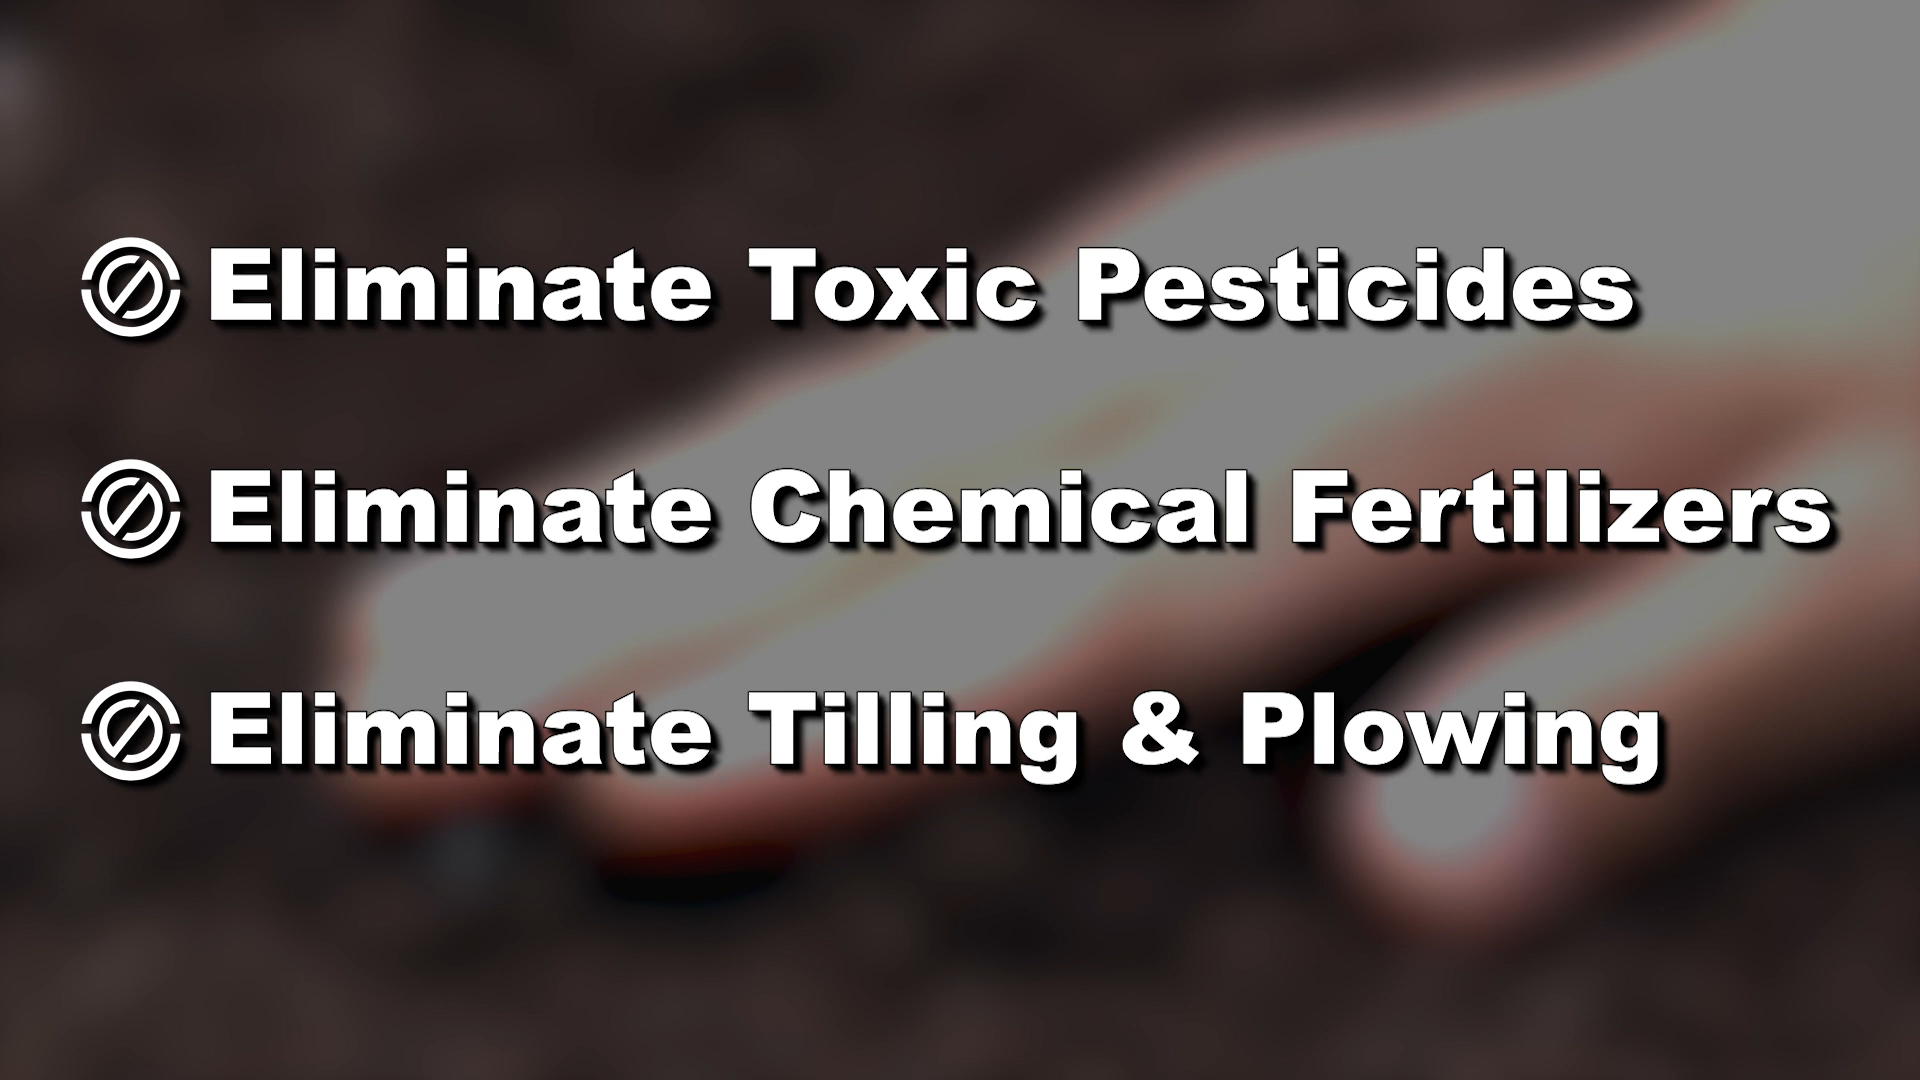 Eliminate Toxic Pesticides
Eliminate Chemical Fertilizers
Eliminate Tilling & Plowing